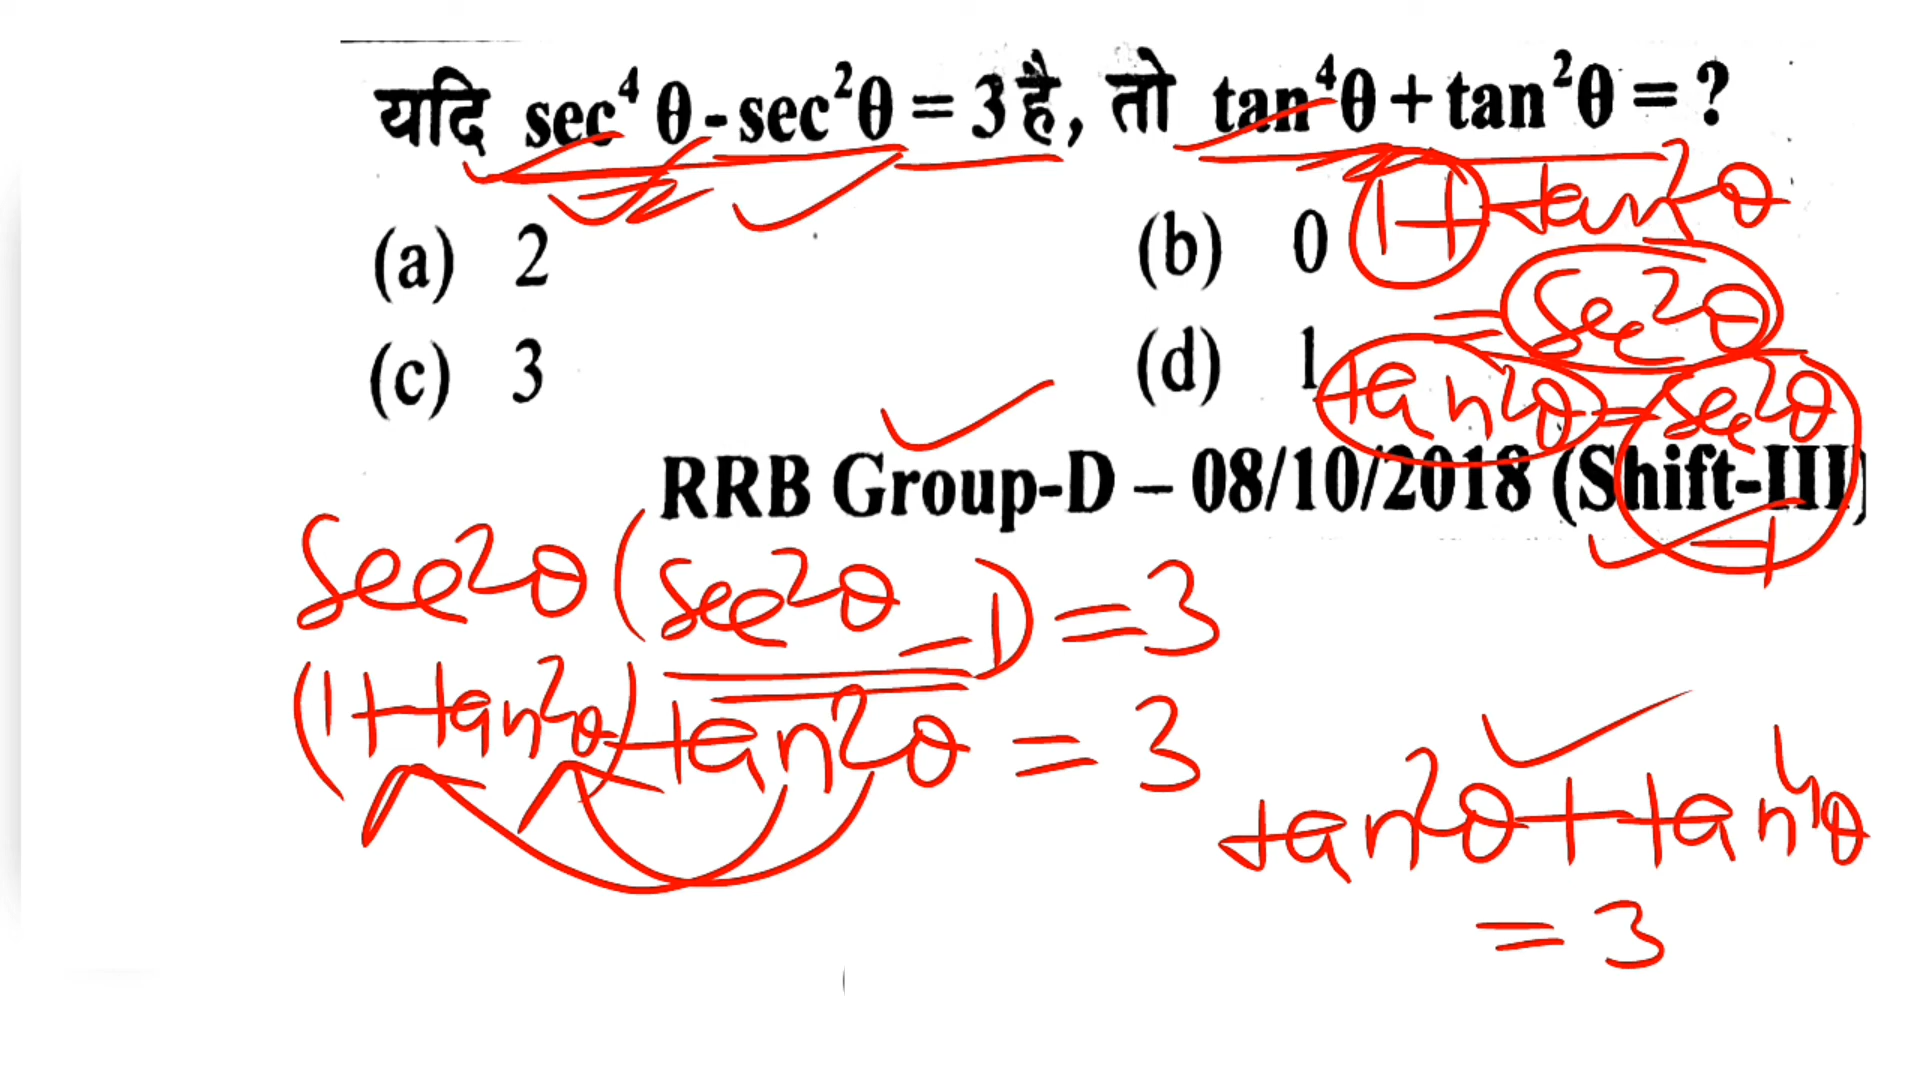 यदि sec⁴ θ - sec²θ = 3 है, तो tan⁴θ + tan²θ = ?
(a) 2 (b) 0
(c) 3 (d) 1
RRB Group-D – 08/10/2018 (Shift-III)
1 + tan²θ
= sec²θ
tan²θ = sec²θ
-1
sec²θ (sec²θ - 1) = 3
(1 + tan²θ) tan²θ = 3
tan²θ + tan⁴θ
= 3